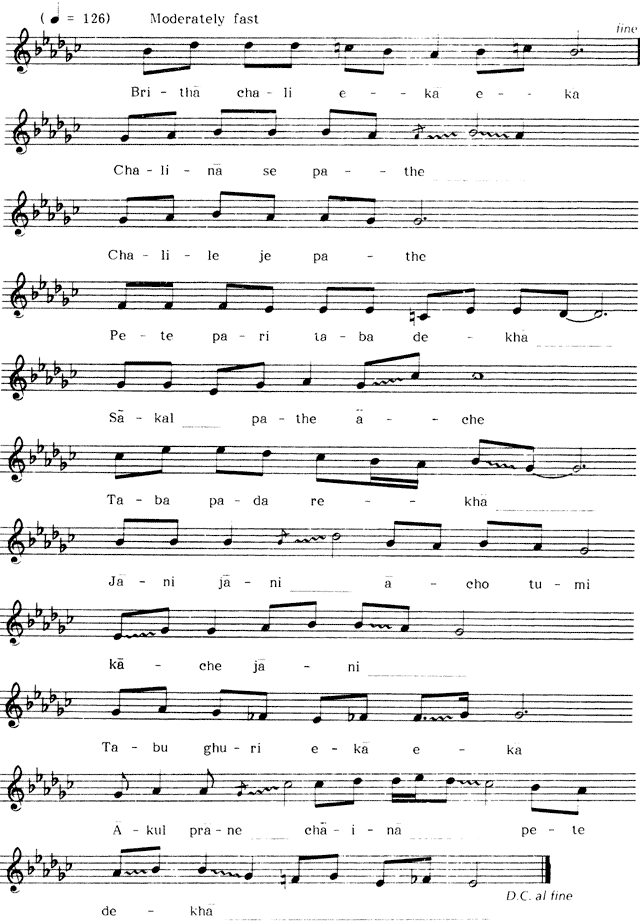 ( ♩ = 126) Moderately fast
fine
Bri - thā cha - li e - kā e - ka
Cha - li - nā se pa - the
Cha - li - le je pa - the
Pe - te pa - ri ta - ba de - khā
Sā - kal pa - the ā - - che
Ta - ba pa - da re - - - khā
Jā - ni jā - ni ā - cho tu - mi
kā - che jā - ni
Ta - bu ghu - ri e - kā e - ka
Ā - kul prā - ne chā - i - nā pe - te
D.C. al fine
de - khā